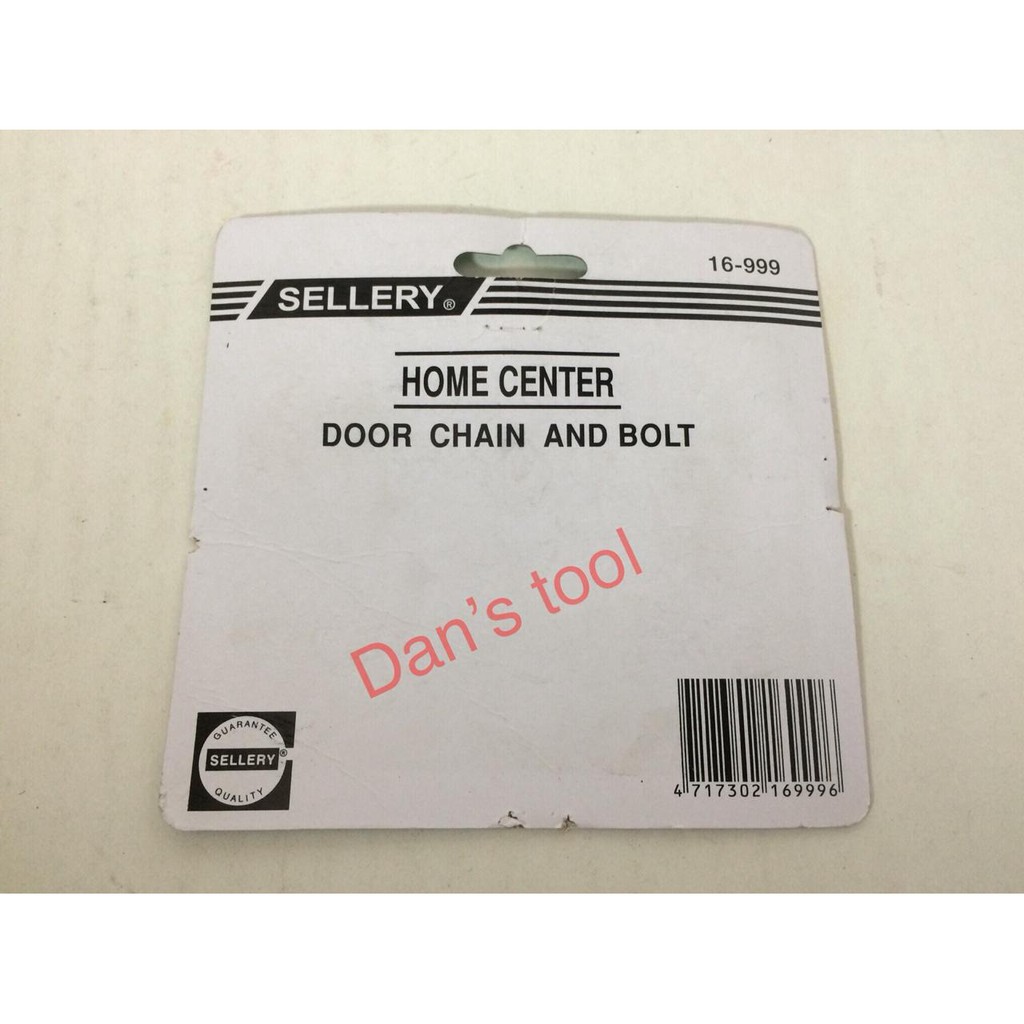 16-999
SELLERY®
HOME CENTER
DOOR CHAIN AND BOLT
Dan's tool
GUARANTEE
SELLERY®
QUALITY
4 717302 169996